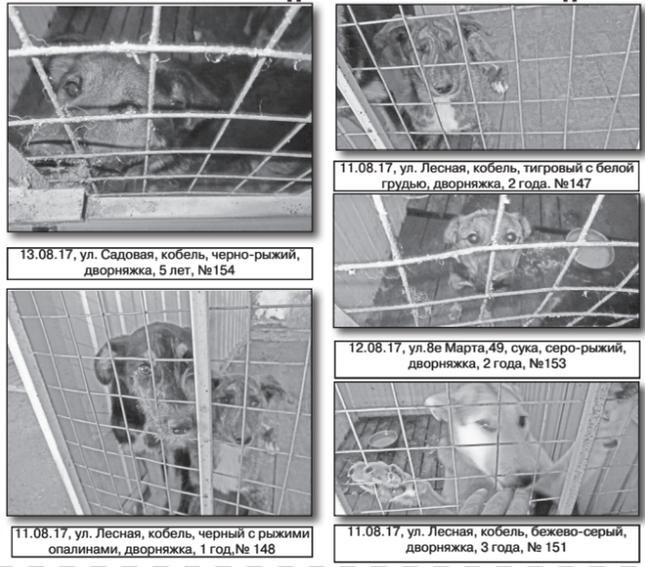 13.08.17, ул. Садовая, кобель, черно-рыжий,
дворняжка, 5 лет, №154
11.08.17, ул. Лесная, кобель, черный с рыжими
опалинами, дворняжка, 1 год,№ 148
11.08.17, ул. Лесная, кобель, тигровый с белой
грудью, дворняжка, 2 года. №147
12.08.17, ул.8е Марта,49, сука, серо-рыжий,
дворняжка, 2 года, №153
11.08.17, ул. Лесная, кобель, бежево-серый,
дворняжка, 3 года, № 151